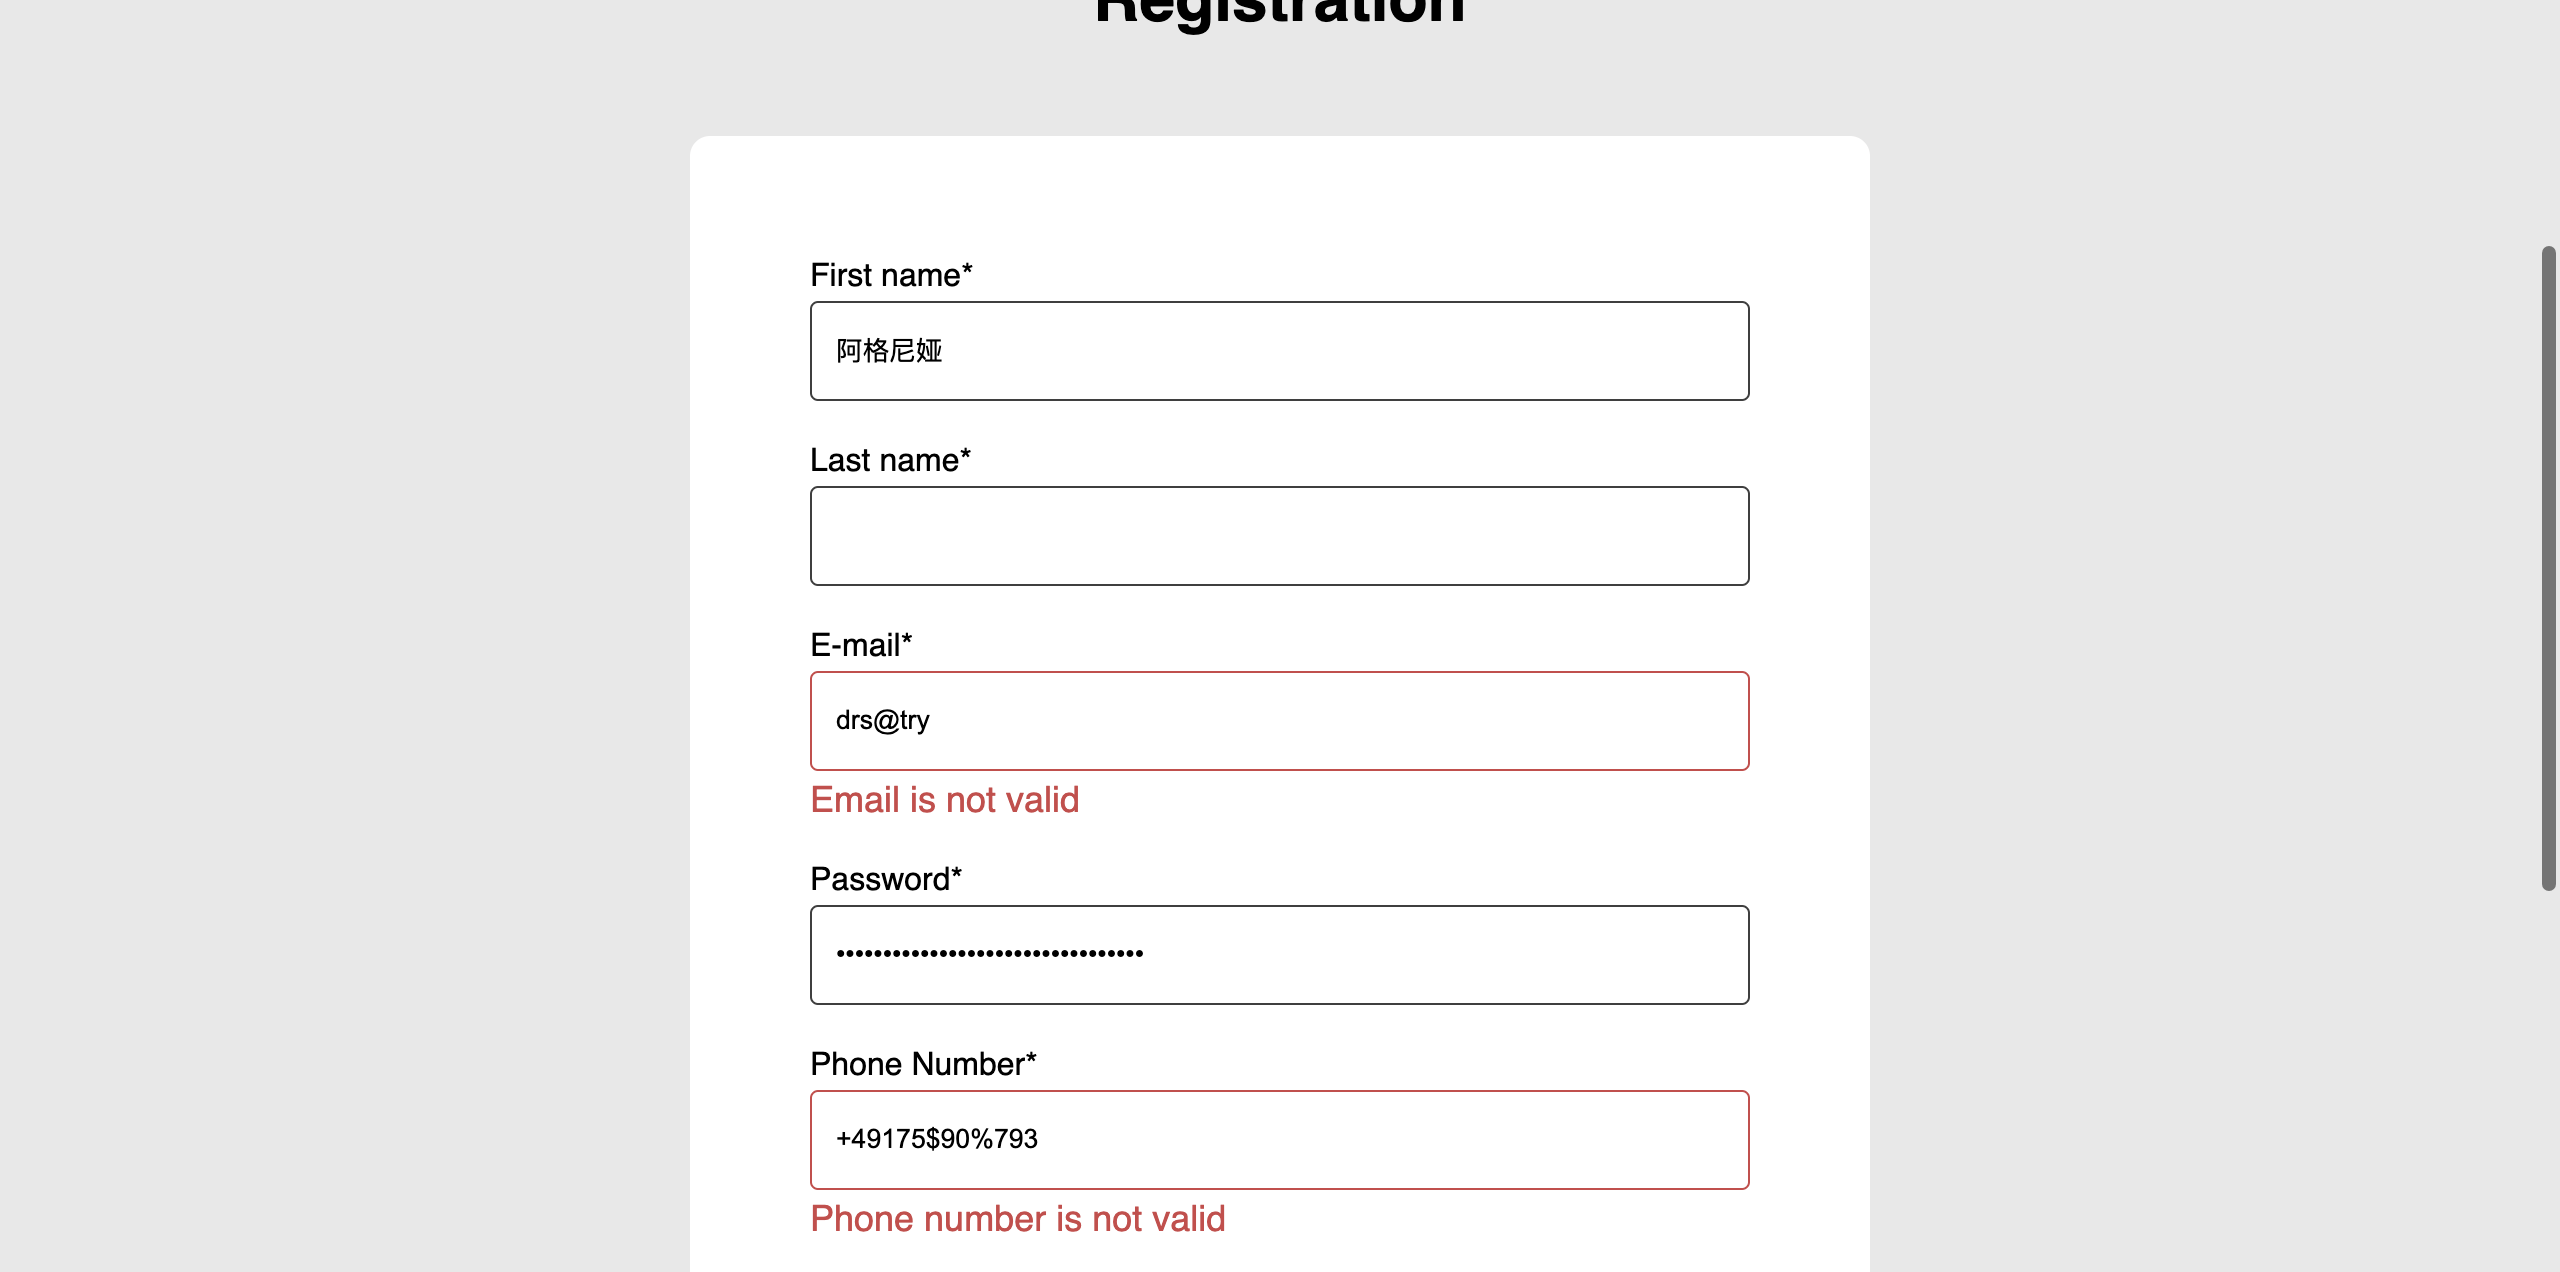 Registration
First name*
阿格尼娅
Last name*
E-mail*
drs@try
Email is not valid
Password*
•••••••••••••••••••••••••••••••••
Phone Number*
+49175$90%793
Phone number is not valid